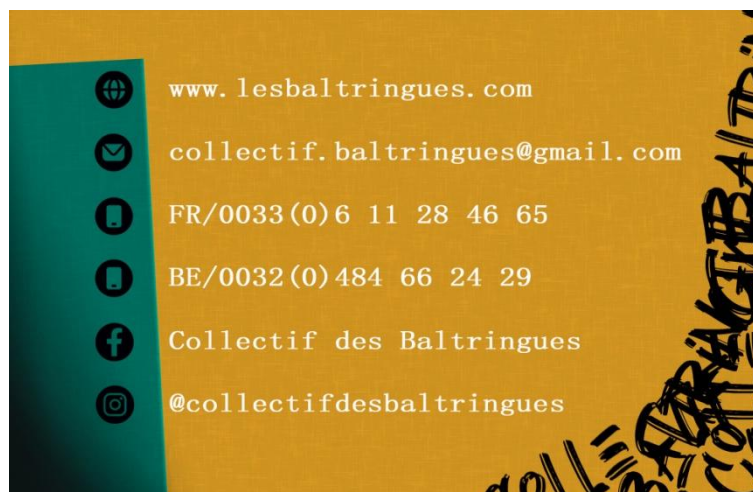 www.lesbaltringues.com
collectif.baltringues@gmail.com
FR/0033(0)6 11 28 46 65
BE/0032(0)484 66 24 29
Collectif des Baltringues
@collectifdesbaltringues